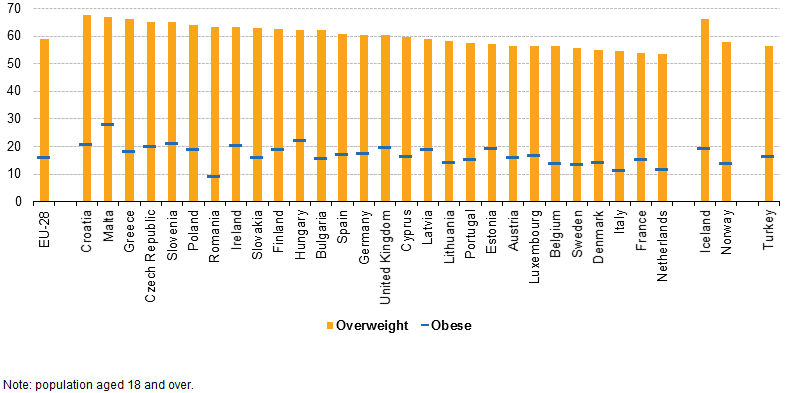 70
60
50
40
30
20
10
0
EU-28
Croatia
Malta
Greece
Czech Republic
Slovenia
Poland
Romania
Ireland
Slovakia
Finland
Hungary
Bulgaria
Spain
Germany
United Kingdom
Cyprus
Latvia
Lithuania
Portugal
Estonia
Austria
Luxembourg
Belgium
Sweden
Denmark
Italy
France
Netherlands
Iceland
Norway
Turkey
Overweight Obese
Note: population aged 18 and over.